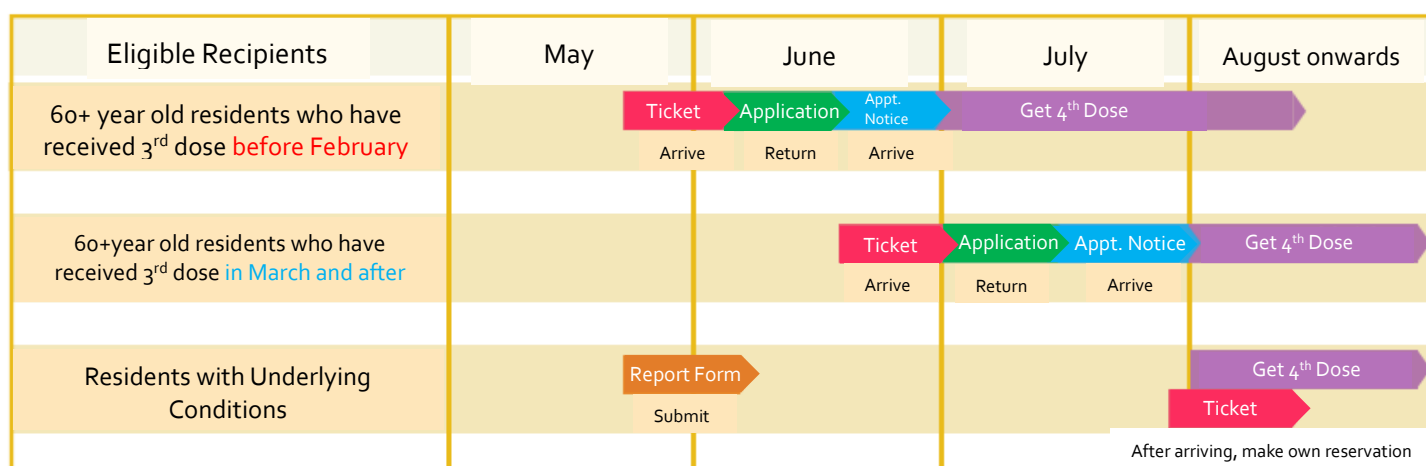 Eligible Recipients
May
June
July
August onwards
60+ year old residents who have
received 3rd dose before February
Ticket
Application
Appt.
Notice
Get 4th Dose
Arrive
Return
Arrive
60+year old residents who have
received 3rd dose in March and after
Ticket
Application
Appt. Notice
Get 4th Dose
Arrive
Return
Arrive
Residents with Underlying
Conditions
Report Form
Submit
Get 4th Dose
Ticket
After arriving, make own reservation